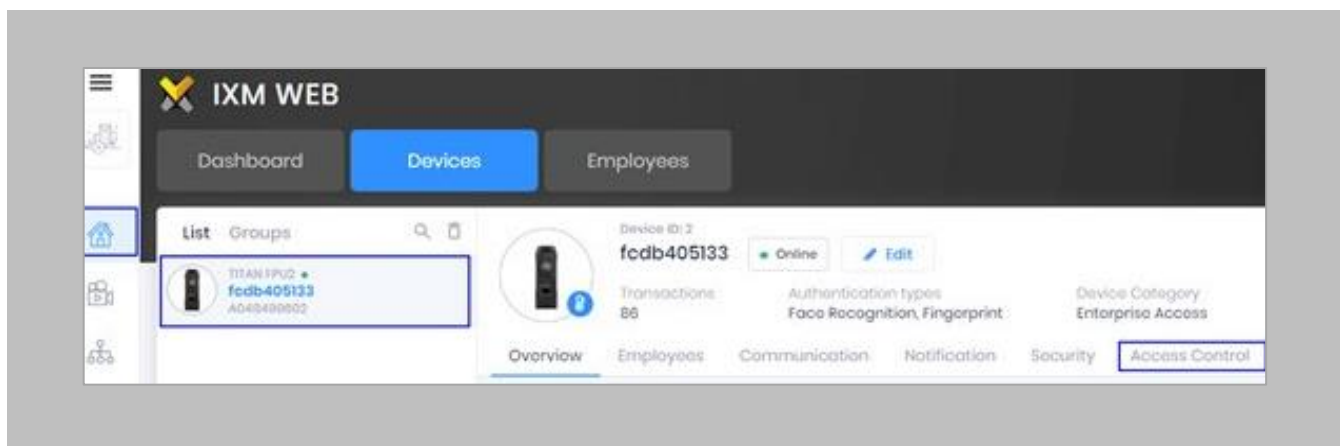 IXM WEB
Dashboard Devices Employees
List Groups
TITAN FPU2
fcdb405133
Device ID: 2
fcdb405133
Online Edit
Transactions Authentication types Device Category
86 Face Recognition, Fingerprint Enterprise Access
Overview Employees Communication Notification Security Access Control